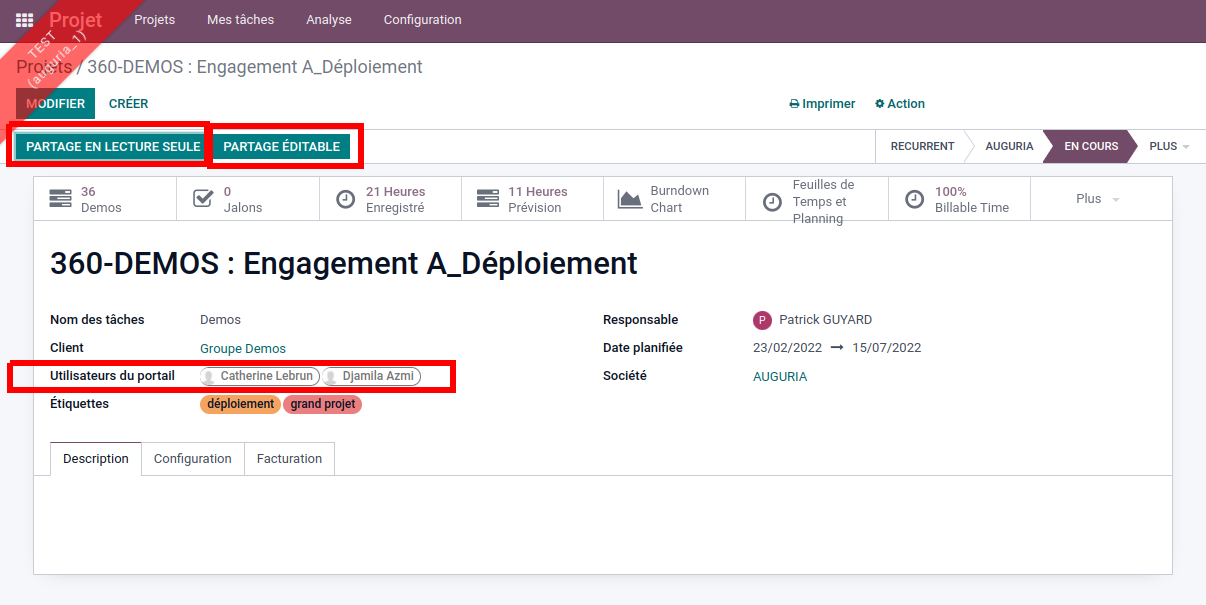 Projet Projets Mes tâches Analyse Configuration
TEST
(auguria_1)
Projets / 360-DEMOS : Engagement A_Déploiement
MODIFIER CRÉER Imprimer Action
PARTAGE EN LECTURE SEULE PARTAGE ÉDITABLE RECURRENT AUGURIA EN COURS PLUS
36
Demos
0
Jalons
21 Heures
Enregistré
11 Heures
Prévision
Burndown
Chart
Feuilles de
Temps et
Planning
100%
Billable Time
Plus
360-DEMOS : Engagement A_Déploiement
Nom des tâches Demos
Client Groupe Demos
Utilisateurs du portail Catherine Lebrun Djamila Azmi
Étiquettes déploiement grand projet
Responsable P Patrick GUYARD
Date planifiée 23/02/2022 → 15/07/2022
Société AUGURIA
Description Configuration Facturation